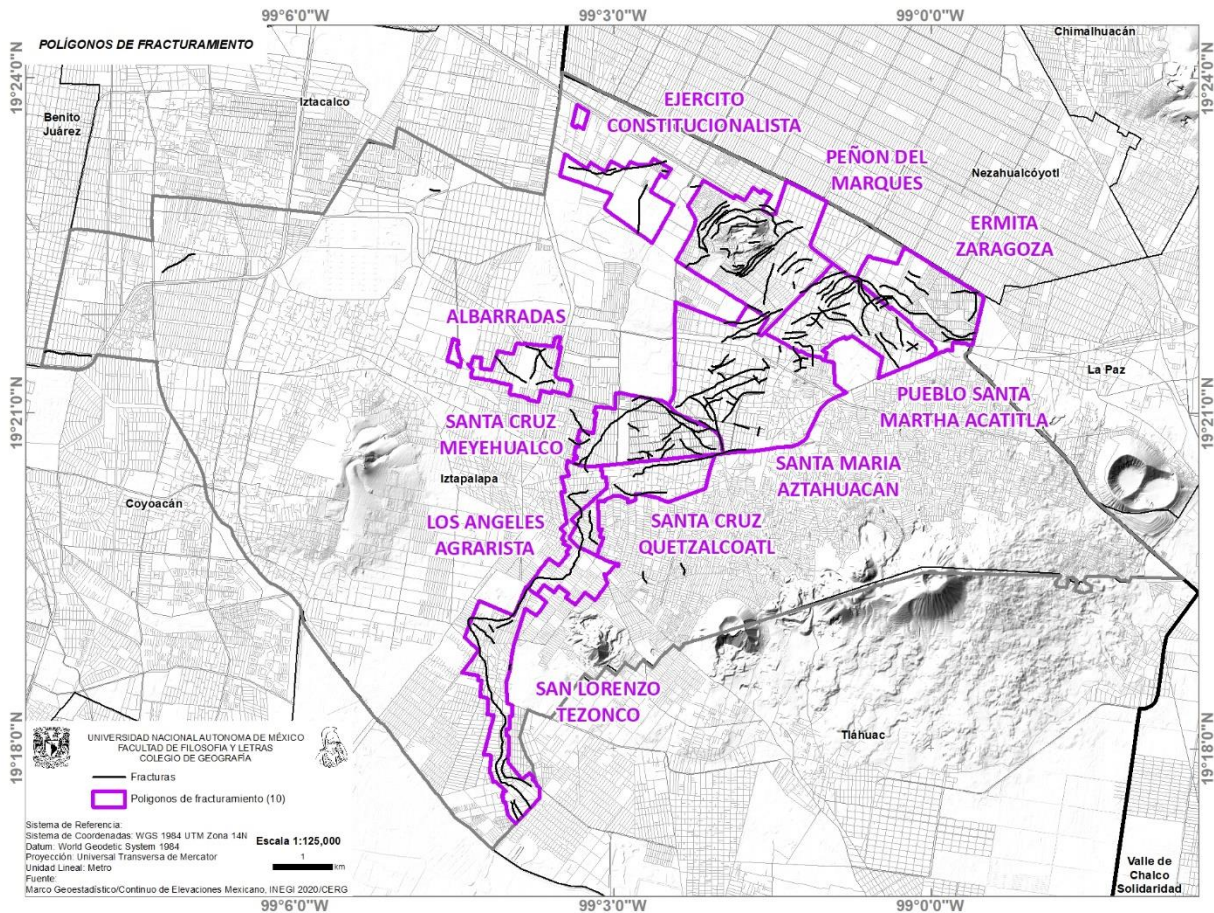 99°6'0"W
99°3'0"W
99°0'0"W
POLÍGONOS DE FRACTURAMIENTO
Chimalhuacán
19°24'0"N
19°24'0"N
Iztacalco
Benito
Juárez
EJERCITO
CONSTITUCIONALISTA
PEÑON DEL
MARQUES
Nezahualcóyotl
ERMITA
ZARAGOZA
ALBARRADAS
La Paz
19°21'0"N
19°21'0"N
PUEBLO SANTA
MARTHA ACATITLA
SANTA CRUZ
MEYEHUALCO
SANTA MARIA
AZTAHUACAN
Iztapalapa
Coyoacán
LOS ANGELES
AGRARISTA
SANTA CRUZ
QUETZALCOATL
SAN LORENZO
TEZONCO
Tláhuac
19°18'0"N
19°18'0"N
UNIVERSIDAD NACIONAL AUTONOMA DE MÉXICO
FACULTAD DE FILOSOFIA Y LETRAS
COLEGIO DE GEOGRAFÍA
Fracturas
Poligonos de fracturamiento (10)
Sistema de Referencia:
Sistema de Coordenadas: WGS 1984 UTM Zona 14N
Datum: World Geodetic System 1984
Proyección: Universal Transversa de Mercator
Unidad Lineal: Metro
Fuente:
Marco Geoestadístico/Continuo de Elevaciones Mexicano, INEGI 2020/CERG
Escala 1:125,000
1
km
Valle de
Chalco
Solidaridad
99°6'0"W
99°3'0"W
99°0'0"W